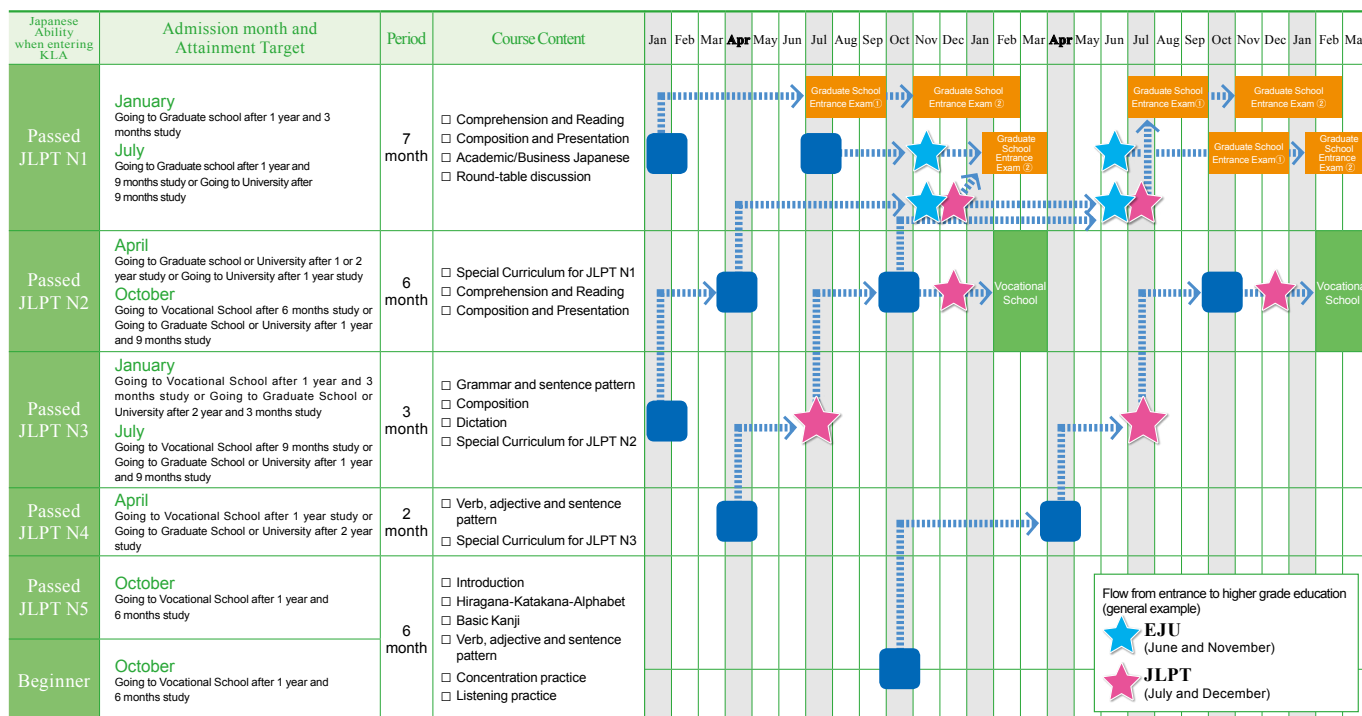 Japanese
Ability
when entering
KLA
Admission month and
Attainment Target
Period
Course Content
Jan Feb Mar Apr May Jun Jul Aug Sep Oct Nov Dec Jan Feb Mar Apr May Jun Jul Aug Sep Oct Nov Dec Jan Feb Ma
Passed
JLPT N1
January
Going to Graduate school after 1 year and 3
months study
July
Going to Graduate school after 1 year and
9 months study or Going to University after
9 months study
7
month
□ Comprehension and Reading
□ Composition and Presentation
□ Academic/Business Japanese
□ Round-table discussion
Graduate School
Entrance Exam①
Graduate School
Entrance Exam ②
Graduate School
Entrance Exam①
Graduate School
Entrance Exam ②
Graduate
School
Entrance
Exam ②
Graduate School
Entrance Exam①
Graduate
School
Entrance
Exam ②
Passed
JLPT N2
April
Going to Graduate school or University after 1 or 2
year study or Going to University after 1 year study
October
Going to Vocational School after 6 months study or
Going to Graduate School or University after 1 year
and 9 months study
6
month
□ Special Curriculum for JLPT N1
□ Comprehension and Reading
□ Composition and Presentation
Vocational
School
Vocationa
School
Passed
JLPT N3
January
Going to Vocational School after 1 year and 3
months study or Going to Graduate School or
University after 2 year and 3 months study
July
Going to Vocational School after 9 months study or
Going to Graduate School or University after 1 year
and 9 months study
3
month
□ Grammar and sentence pattern
□ Composition
□ Dictation
□ Special Curriculum for JLPT N2
Passed
JLPT N4
April
Going to Vocational School after 1 year study or
Going to Graduate School or University after 2 year
study
2
month
□ Verb, adjective and sentence
pattern
□ Special Curriculum for JLPT N3
Passed
JLPT N5
October
Going to Vocational School after 1 year and
6 months study
6
month
□ Introduction
□ Hiragana-Katakana-Alphabet
□ Basic Kanji
□ Verb, adjective and sentence
pattern
□ Concentration practice
□ Listening practice
Beginner
October
Going to Vocational School after 1 year and
6 months study
Flow from entrance to higher grade education
(general example)
EJU
(June and November)
JLPT
(July and December)